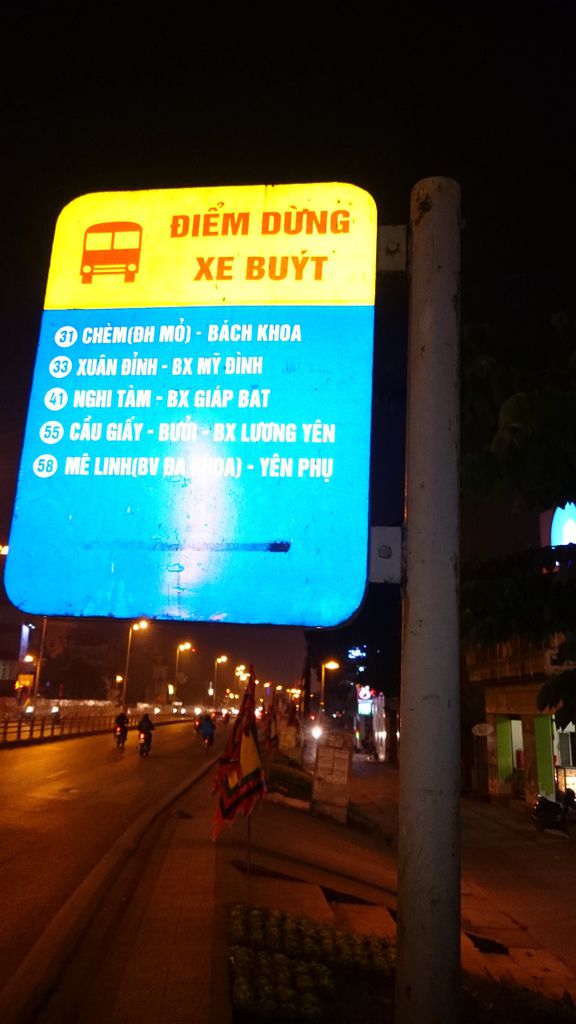 ĐIỂM DỪNG
XE BUÝT
31 CHÈM(ĐH MỎ) - BÁCH KHOA
33 XUÂN ĐỈNH - BX MỸ ĐÌNH
41 NGHI TÀM - BX GIÁP BÁT
55 CẦU GIẤY - BƯỞI - BX LƯƠNG YÊN
58 MÊ LINH(BV ĐA KHOA) - YÊN PHỤ